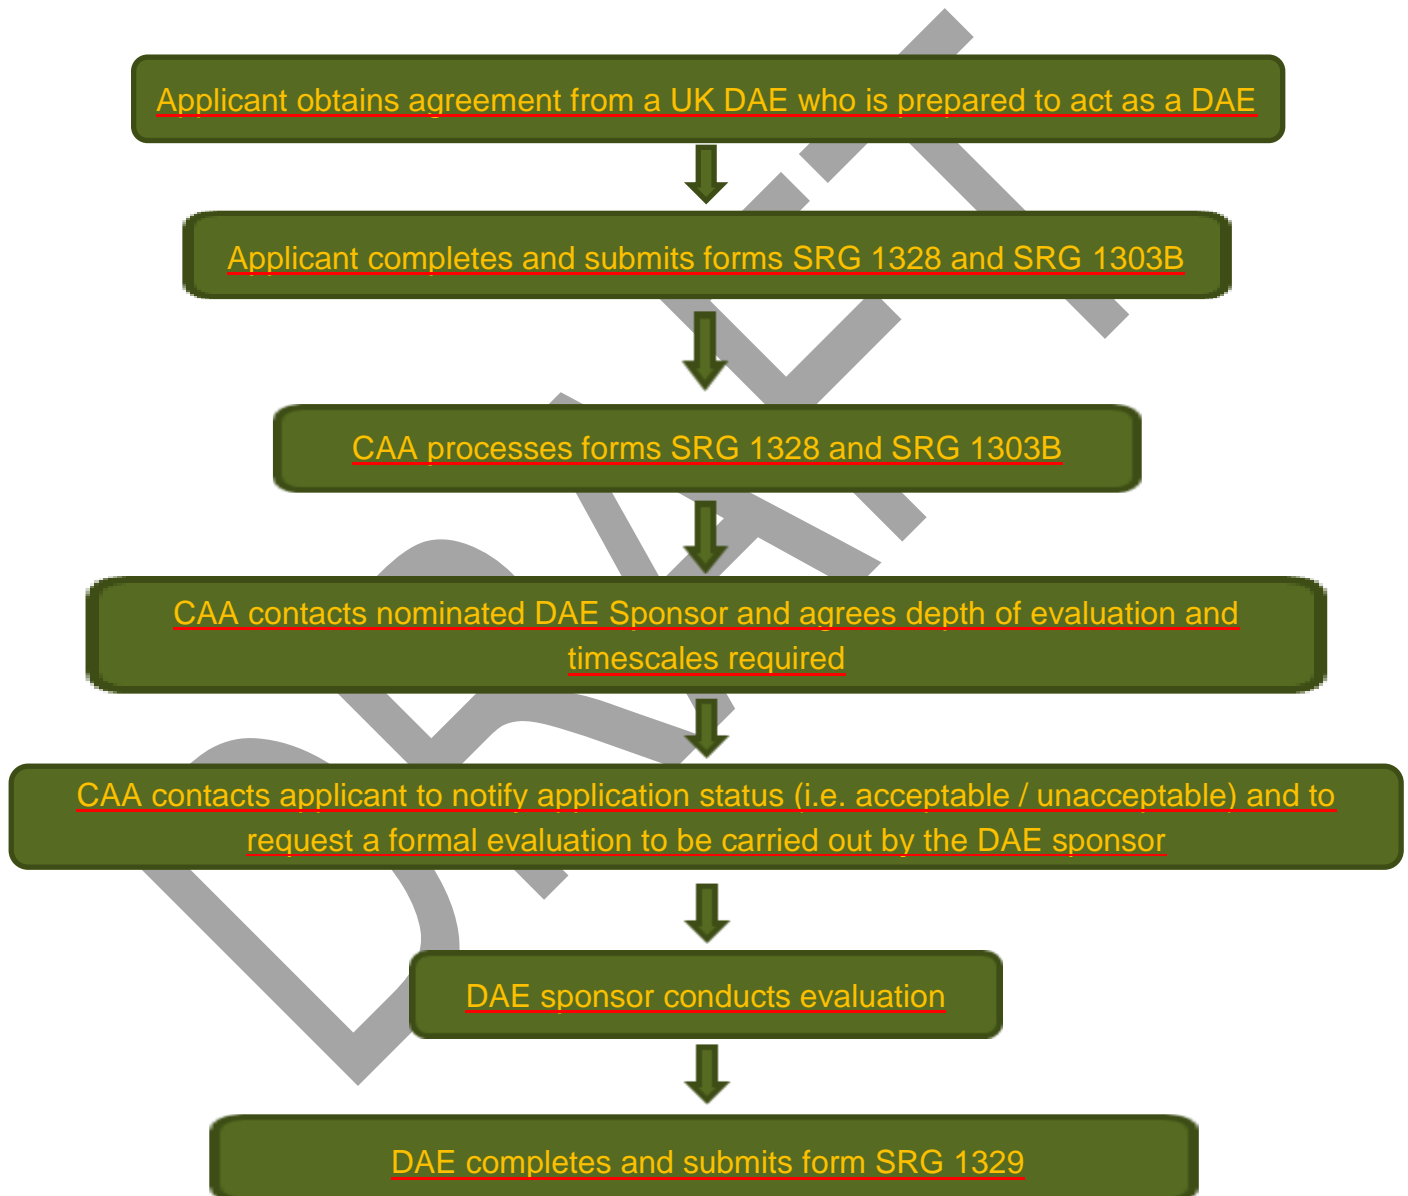 Applicant obtains agreement from a UK DAE who is prepared to act as a DAE
Applicant completes and submits forms SRG 1328 and SRG 1303B
CAA processes forms SRG 1328 and SRG 1303B
CAA contacts nominated DAE Sponsor and agrees depth of evaluation and
timescales required
CAA contacts applicant to notify application status (i.e. acceptable / unacceptable) and to
request a formal evaluation to be carried out by the DAE sponsor
DAE sponsor conducts evaluation
DAE completes and submits form SRG 1329
DRAFT